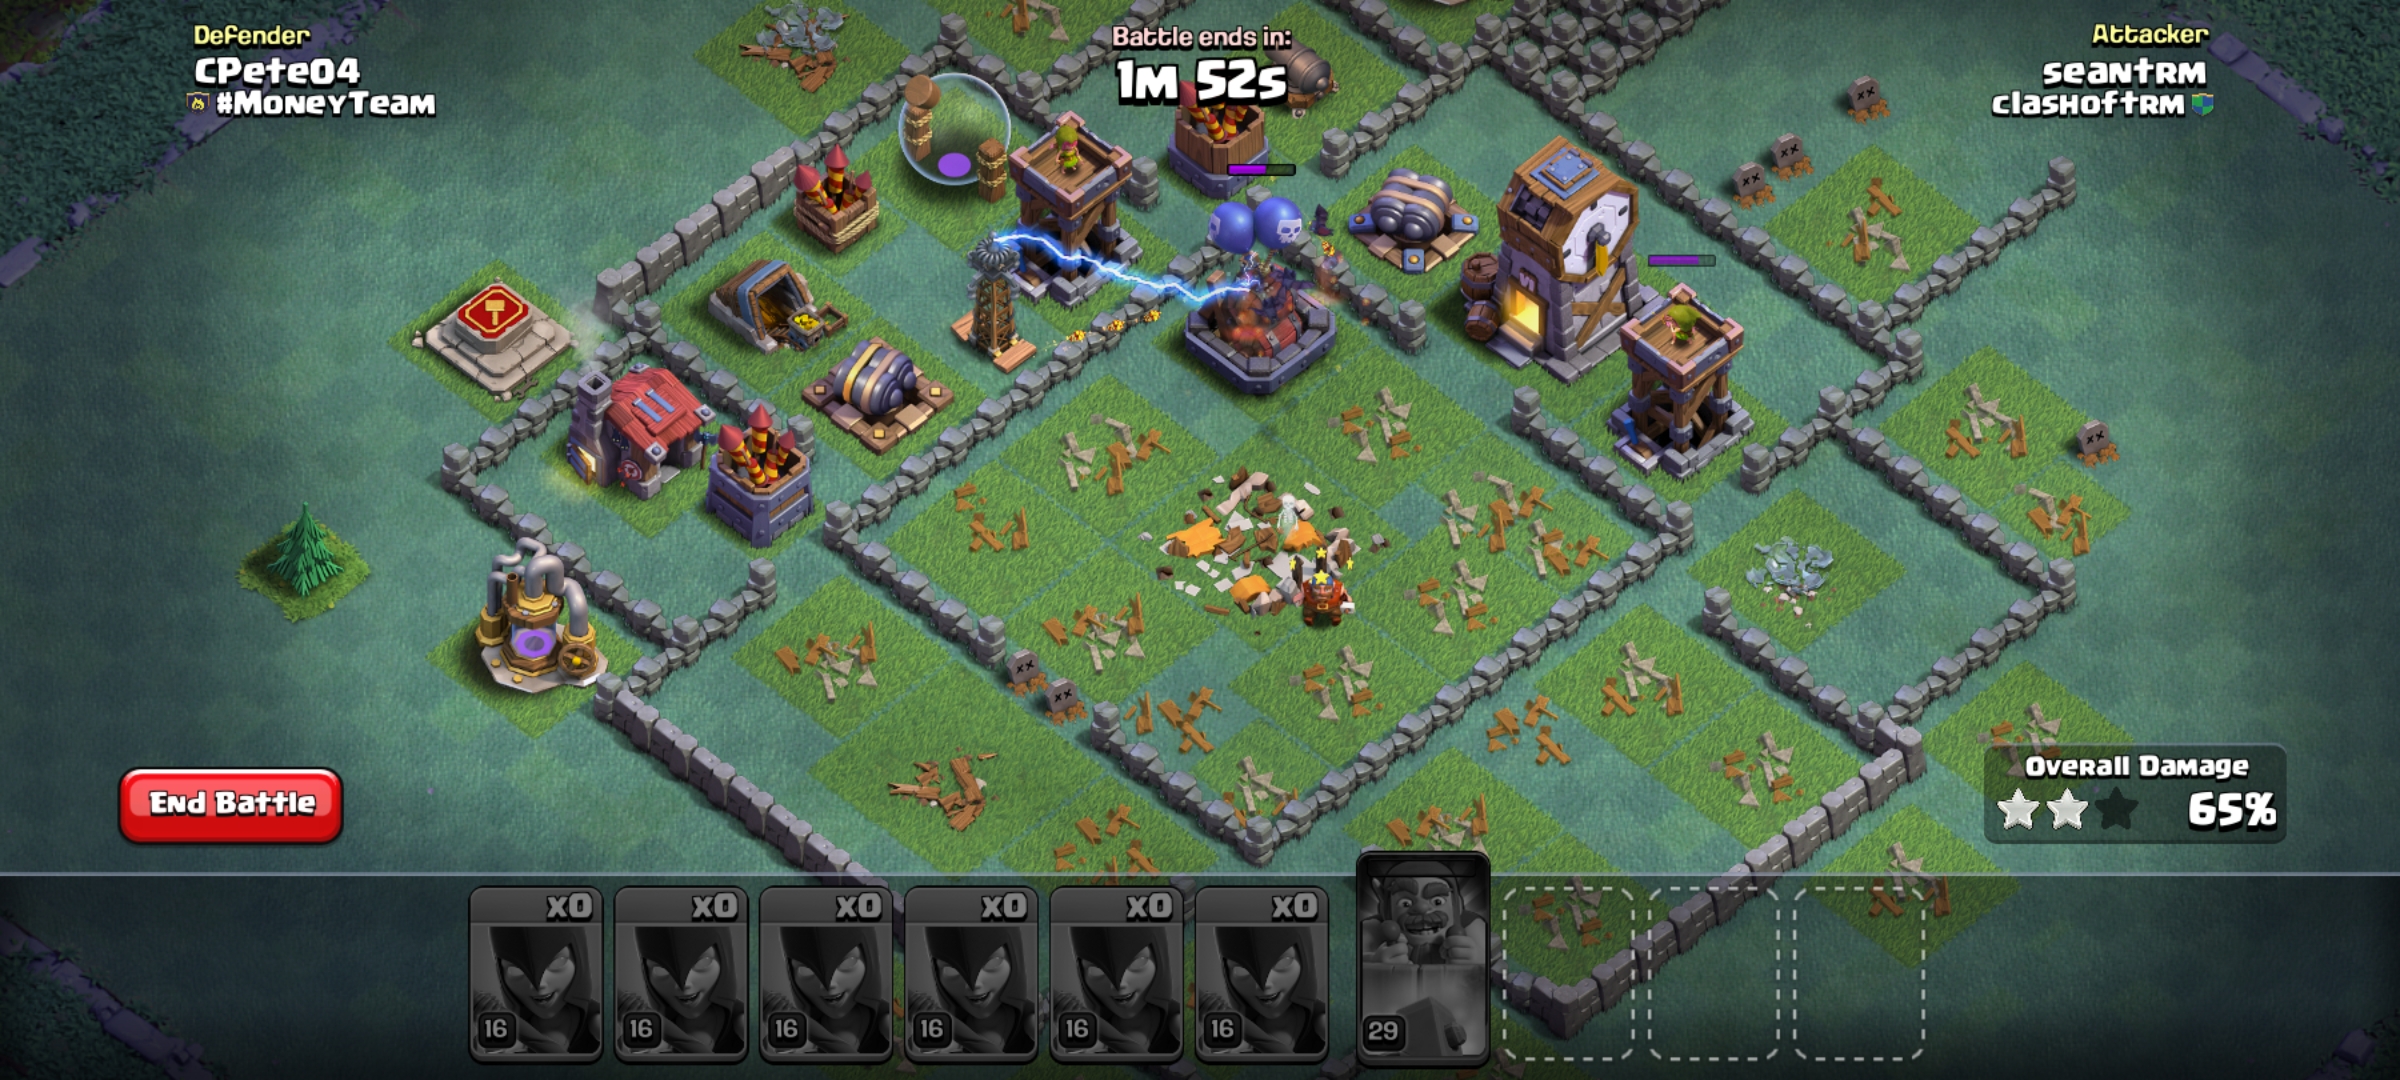 Defender
CPete04
#MoneyTeam
Battle ends in:
1M 52s
Attacker
seantRM
clashoftRM
End Battle
Overall Damage
65%
x0 x0 x0 x0 x0 x0
16 16 16 16 16 16 29